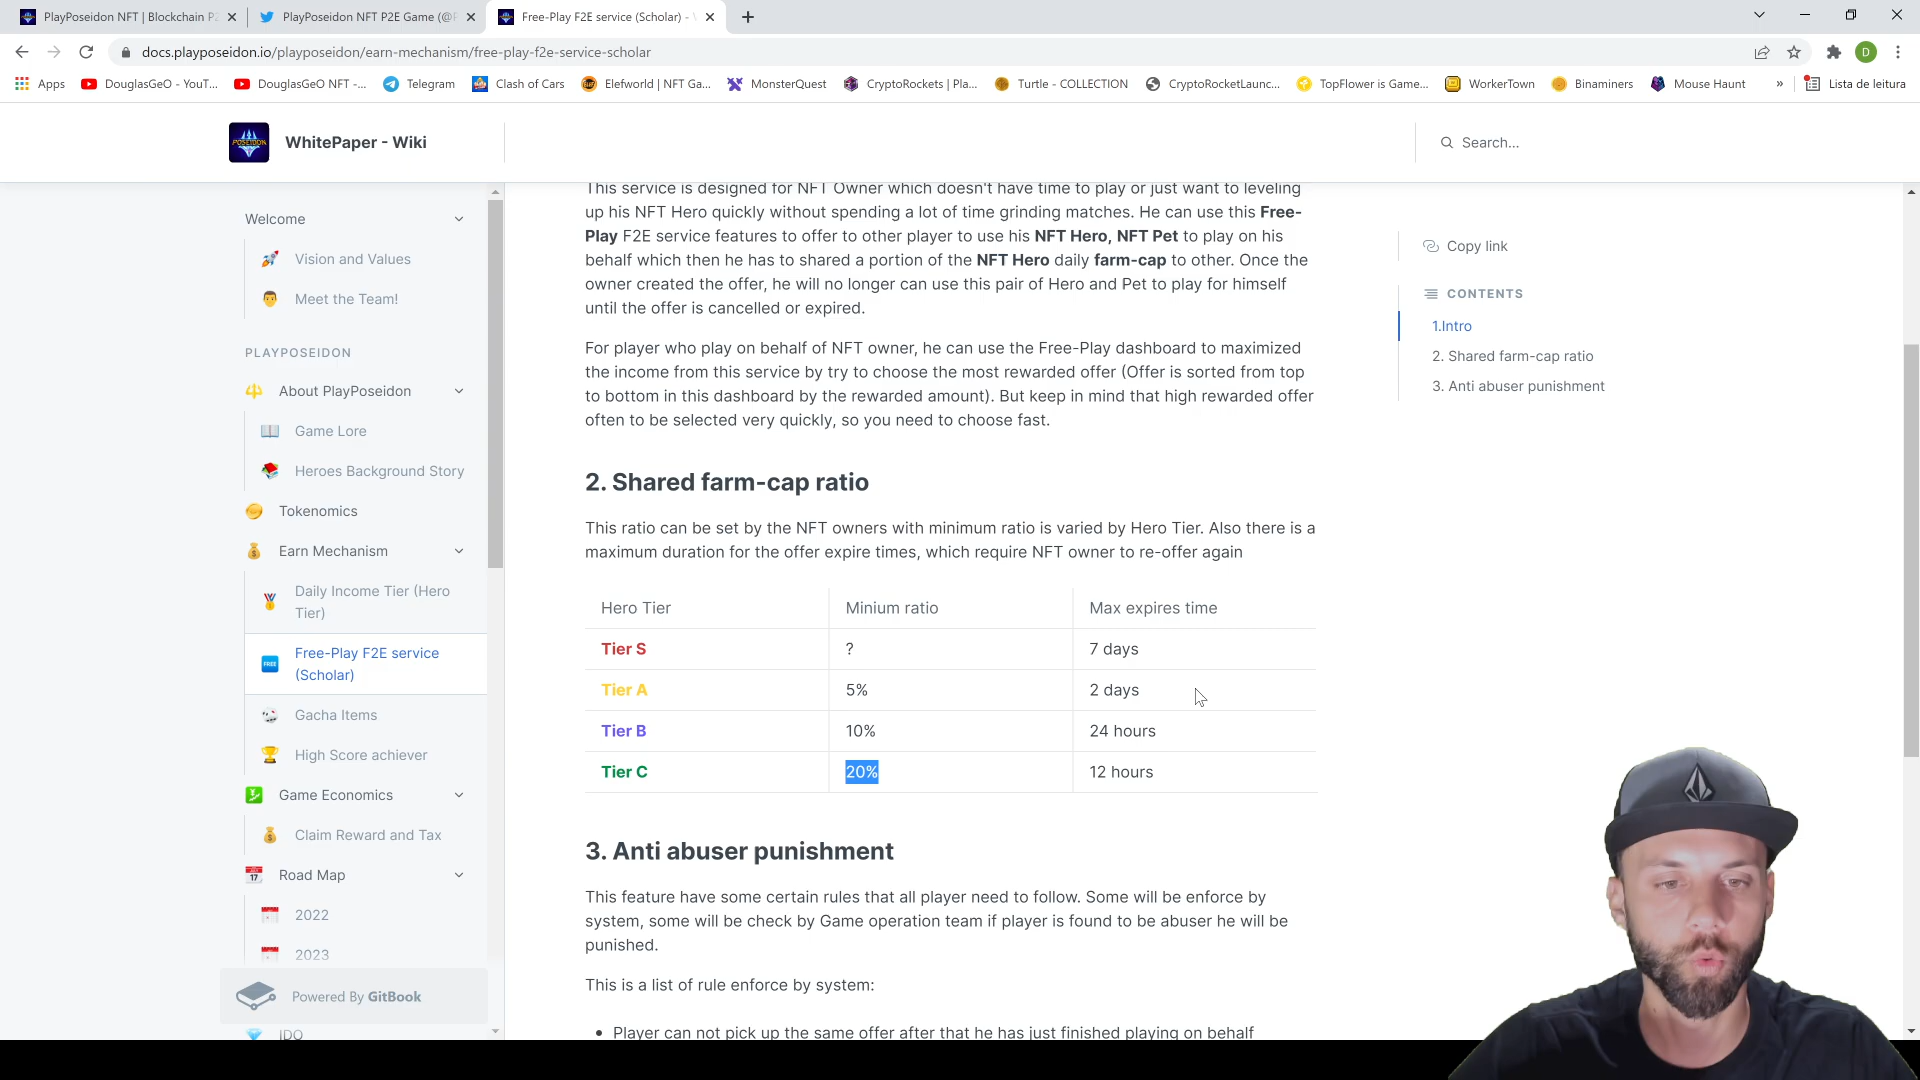 PlayPoseidon NFT | Blockchain P2
PlayPoseidon NFT P2E Game (@P
Free-Play F2E service (Scholar) -
docs.playposeidon.io/playposeidon/earn-mechanism/free-play-f2e-service-scholar
D
Apps
DouglasGeO - YouT...
DouglasGeO NFT -...
Telegram
Clash of Cars
Elefworld | NFT Ga...
MonsterQuest
CryptoRockets | Pla...
Turtle - COLLECTION
CryptoRocketLaunc...
TopFlower is Game...
WorkerTown
Binaminers
Mouse Haunt
»
Lista de leitura
POSEIDON
WhitePaper - Wiki
Search...
Welcome
Vision and Values
Meet the Team!
PLAYPOSEIDON
About PlayPoseidon
Game Lore
Heroes Background Story
Tokenomics
Earn Mechanism
Daily Income Tier (Hero
Tier)
FREE
Free-Play F2E service
(Scholar)
Gacha Items
High Score achiever
Game Economics
Claim Reward and Tax
17
Road Map
2022
2023
Powered By GitBook
IDO
This service is designed for NFT Owner which doesn't have time to play or just want to leveling
up his NFT Hero quickly without spending a lot of time grinding matches. He can use this Free-
Play F2E service features to offer to other player to use his NFT Hero, NFT Pet to play on his
behalf which then he has to shared a portion of the NFT Hero daily farm-cap to other. Once the
owner created the offer, he will no longer can use this pair of Hero and Pet to play for himself
until the offer is cancelled or expired.
For player who play on behalf of NFT owner, he can use the Free-Play dashboard to maximized
the income from this service by try to choose the most rewarded offer (Offer is sorted from top
to bottom in this dashboard by the rewarded amount). But keep in mind that high rewarded offer
often to be selected very quickly, so you need to choose fast.
2. Shared farm-cap ratio
This ratio can be set by the NFT owners with minimum ratio is varied by Hero Tier. Also there is a
maximum duration for the offer expire times, which require NFT owner to re-offer again
Hero Tier Minium ratio Max expires time
Tier S ? 7 days
Tier A 5% 2 days
Tier B 10% 24 hours
Tier C 20% 12 hours
3. Anti abuser punishment
This feature have some certain rules that all player need to follow. Some will be enforce by
system, some will be check by Game operation team if player is found to be abuser he will be
punished.
This is a list of rule enforce by system:
• Player can not pick up the same offer after that he has just finished playing on behalf
Copy link
CONTENTS
1.Intro
2. Shared farm-cap ratio
3. Anti abuser punishment